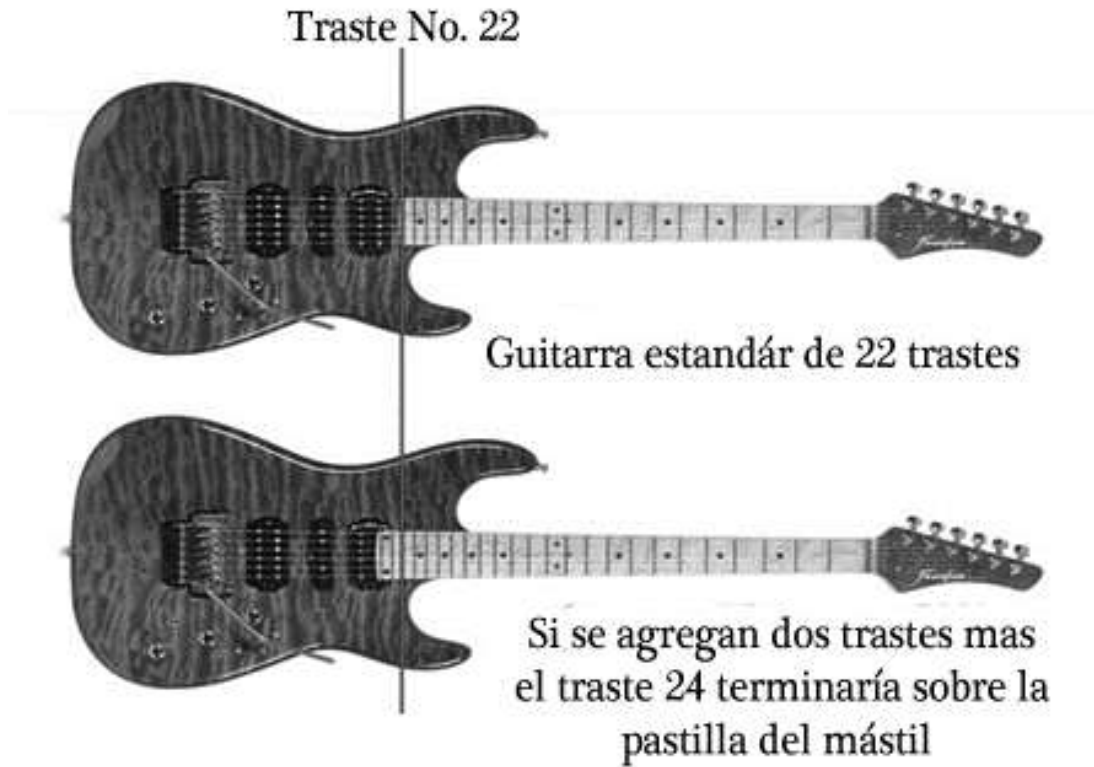 Traste No. 22
Guitarra estandár de 22 trastes
Si se agregan dos trastes mas
el traste 24 terminaría sobre la
pastilla del mástil